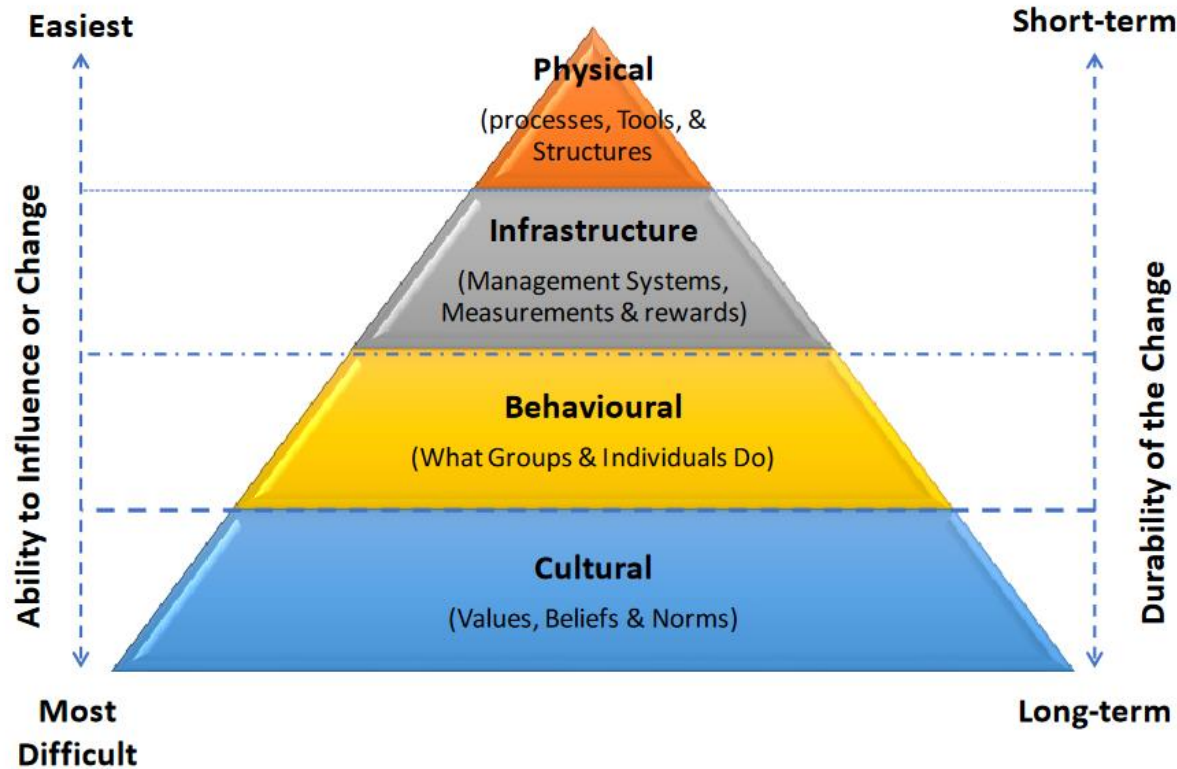 Easiest
Short-term
Physical
(processes, Tools, &
Structures
Infrastructure
(Management Systems,
Measurements & rewards)
Behavioural
(What Groups & Individuals Do)
Cultural
(Values, Beliefs & Norms)
Ability to Influence or Change
Durability of the Change
Most
Difficult
Long-term